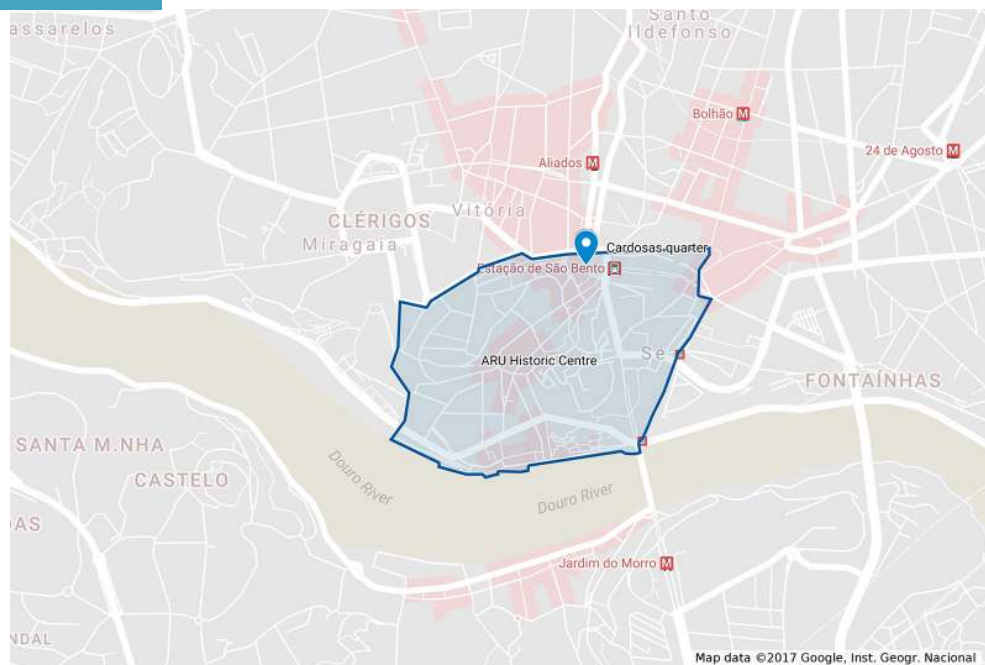 assarelos
Santo
Ildefonso
Bolhão M
24 de Agosto M
Aliados M
Vitória
CLÉRIGOS
Miragaia
Cardosas quarter
Estação de São Bento
ARU Historic Centre
Sé
FONTAÍNHAS
SANTA M.NHA
CASTELO
Douro River
Douro River
DAS
Jardim do Morro M
NDAL
Map data ©2017 Google, Inst. Geogr. Nacional